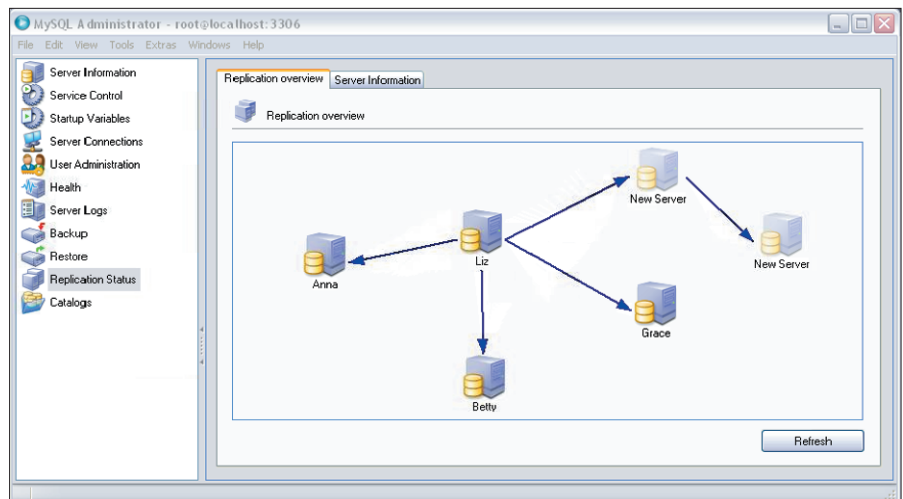 MySQL Administrator - root@localhost:3306
File Edit View Tools Extras Windows Help
Server Information
Service Control
Startup Variables
Server Connections
User Administration
Health
Server Logs
Backup
Restore
Replication Status
Catalogs
Replication overview Server Information
Replication overview
New Server
Liz
New Server
Anna
Grace
Betty
Refresh